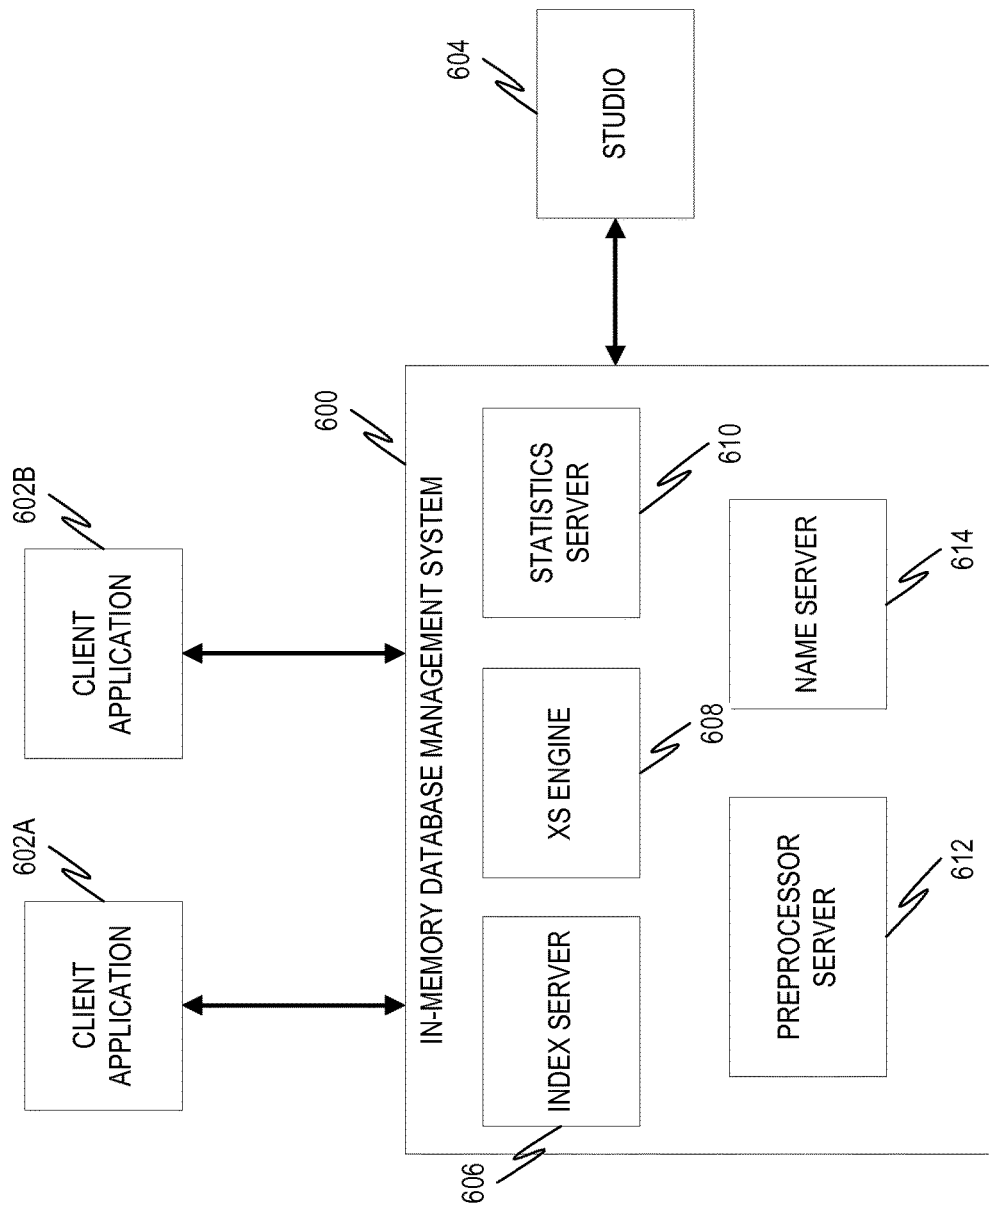 602A
602B
CLIENT
APPLICATION
CLIENT
APPLICATION
600
604
IN-MEMORY DATABASE MANAGEMENT SYSTEM
STUDIO
606
INDEX SERVER
XS ENGINE
STATISTICS
SERVER
608
610
PREPROCESSOR
SERVER
NAME SERVER
612
614